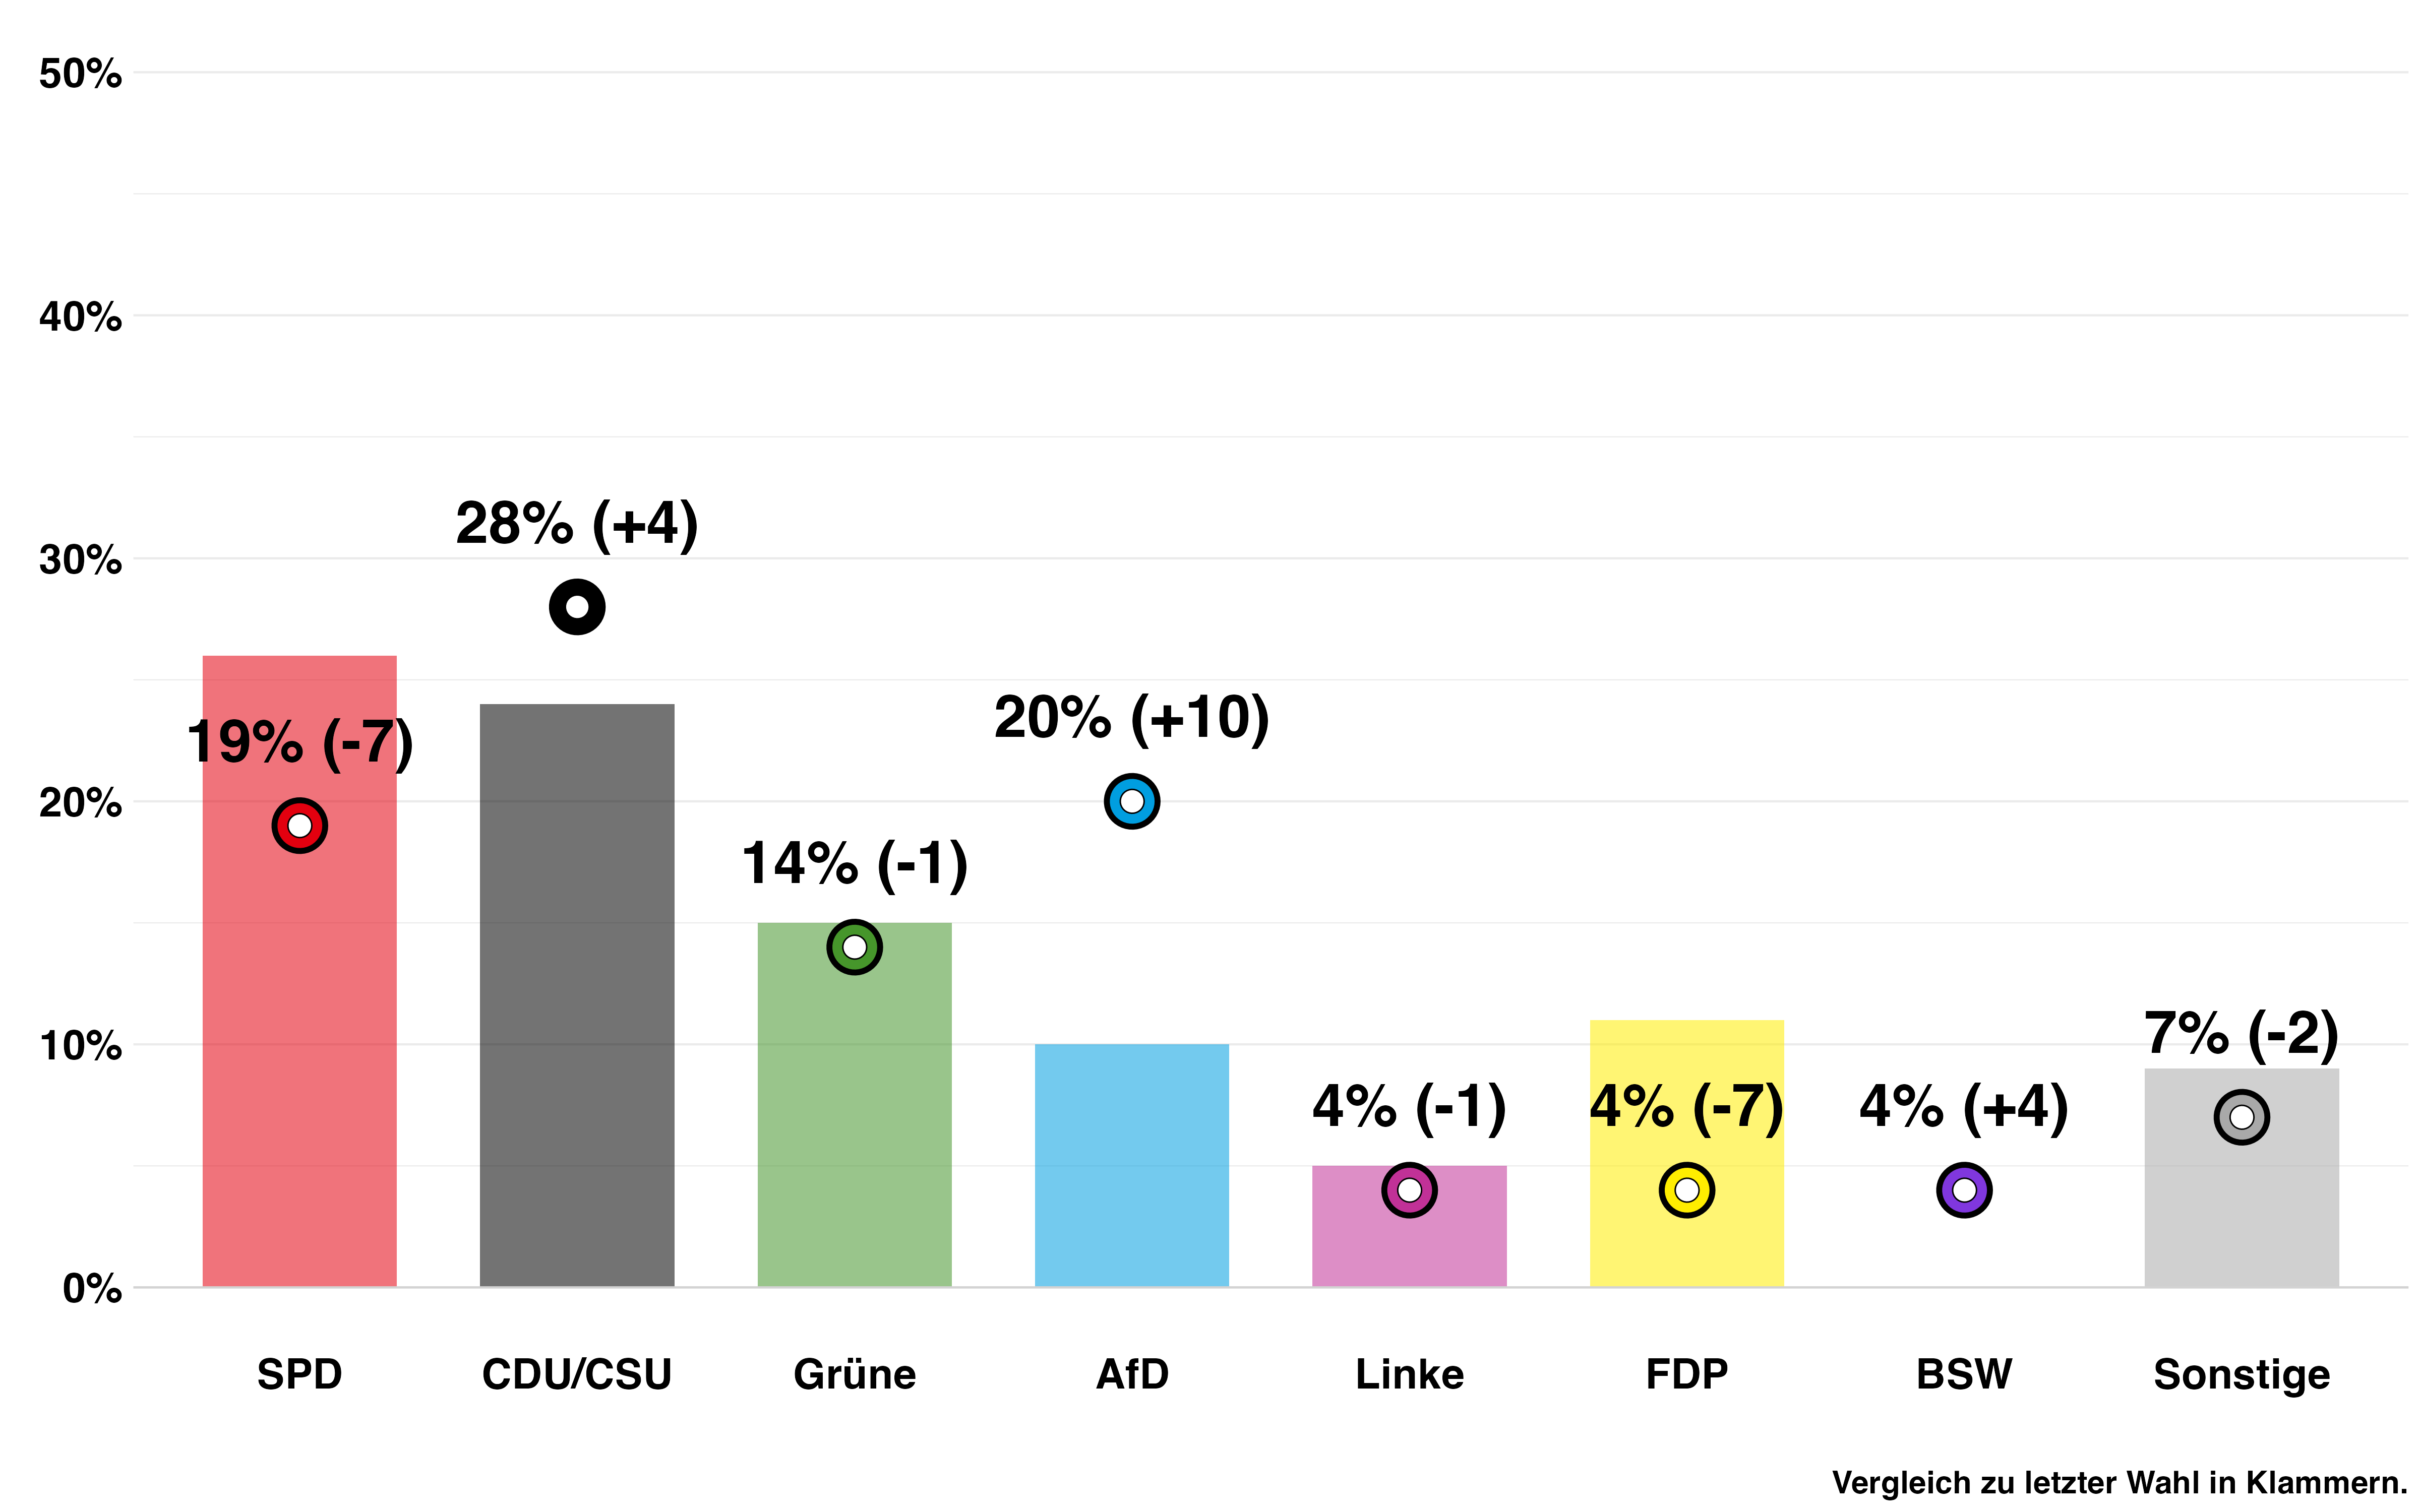 50%
40%
30%
20%
10%
0%
19% (-7)
28% (+4)
14% (-1)
20% (+10)
4% (-1)
4% (-7)
4% (+4)
7% (-2)
SPD
CDU/CSU
Grüne
AfD
Linke
FDP
BSW
Sonstige
Vergleich zu letzter Wahl in Klammern.